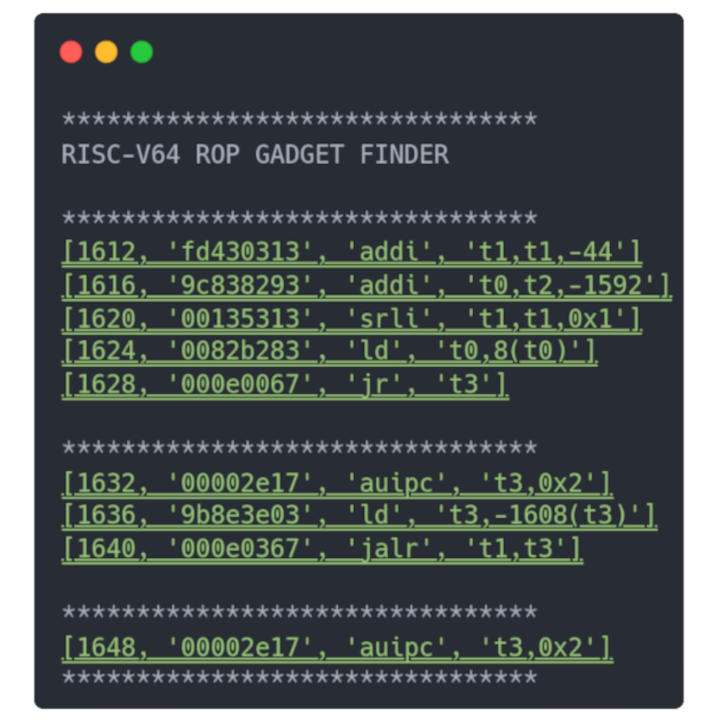 *********************************
RISC-V64 ROP GADGET FINDER
*********************************
[1612, 'fd430313', 'addi', 't1,t1,-44']
[1616, '9c838293', 'addi', 't0,t2,-1592']
[1620, '00135313', 'srli', 't1,t1,0x1']
[1624, '0082b283', 'ld', 't0,8(t0)']
[1628, '000e0067', 'jr', 't3']
*********************************
[1632, '00002e17', 'auipc', 't3,0x2']
[1636, '9b8e3e03', 'ld', 't3,-1608(t3)']
[1640, '000e0367', 'jalr', 't1,t3']
*********************************
[1648, '00002e17', 'auipc', 't3,0x2']
*********************************